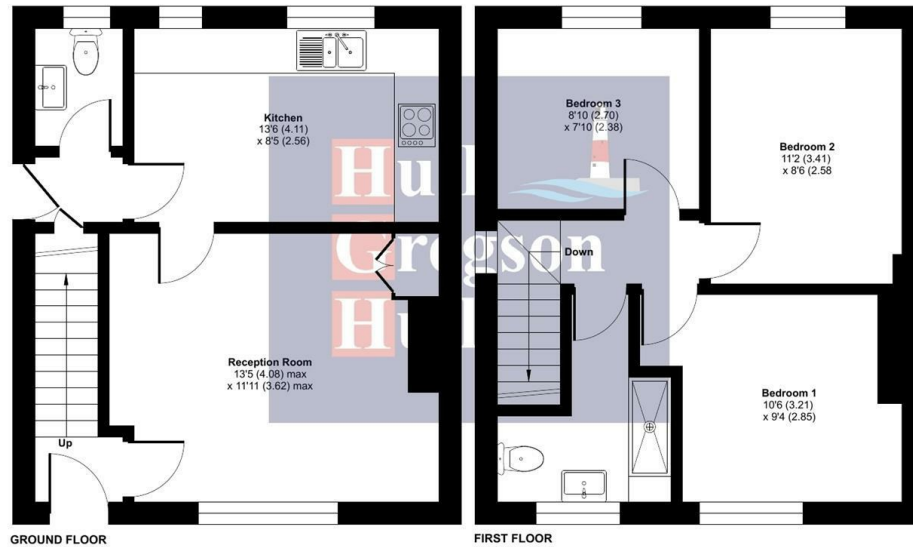 Kitchen
13'6 (4.11)
x 8'5 (2.56)
Reception Room
13'5 (4.08) max
x 11'11 (3.62) max
Up
GROUND FLOOR
Bedroom 3
8'10 (2.70)
x 7'10 (2.38)
Bedroom 2
11'2 (3.41)
x 8'6 (2.58
Down
Bedroom 1
10'6 (3.21)
x 9'4 (2.85)
FIRST FLOOR
Gregson